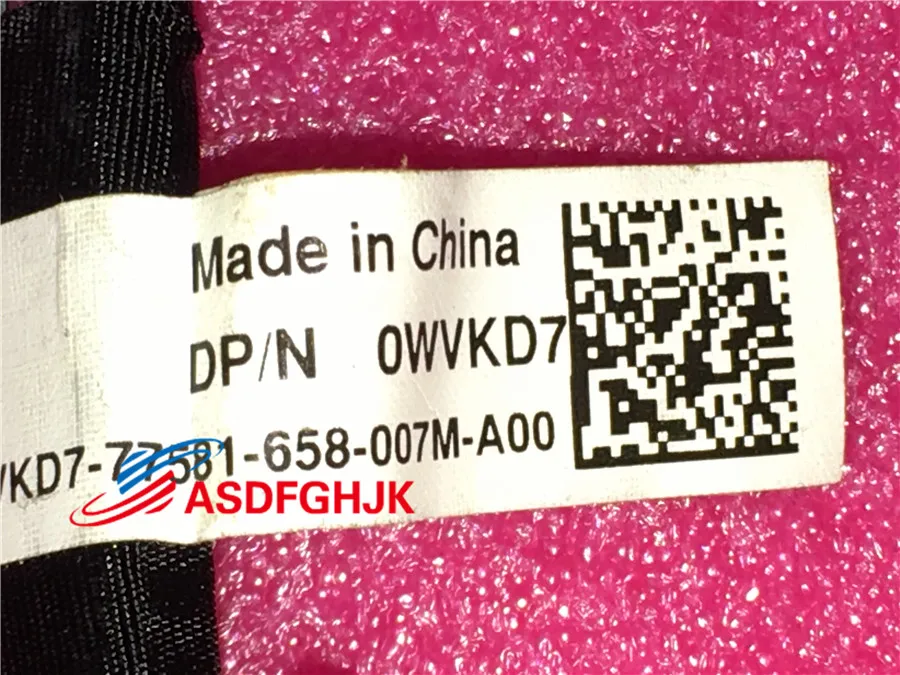 Made in China
DP/N 0WVKD7
VKD7-77581-658-007M-A00
ASDFGHJK